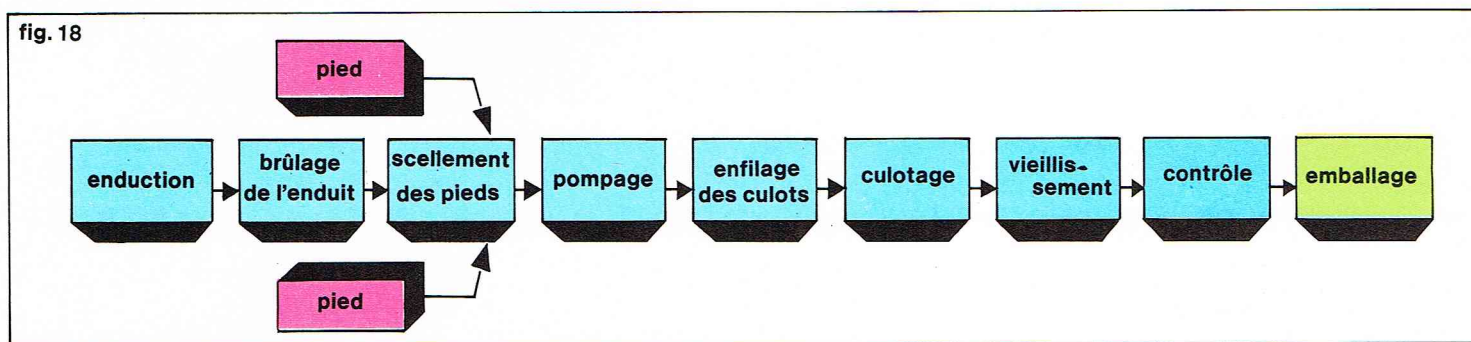 fig. 18
pied
enduction
brûlage
de l'enduit
scellement
des pieds
pompage
enfilage
des culots
culotage
vieillis-
sement
contrôle
emballage
pied